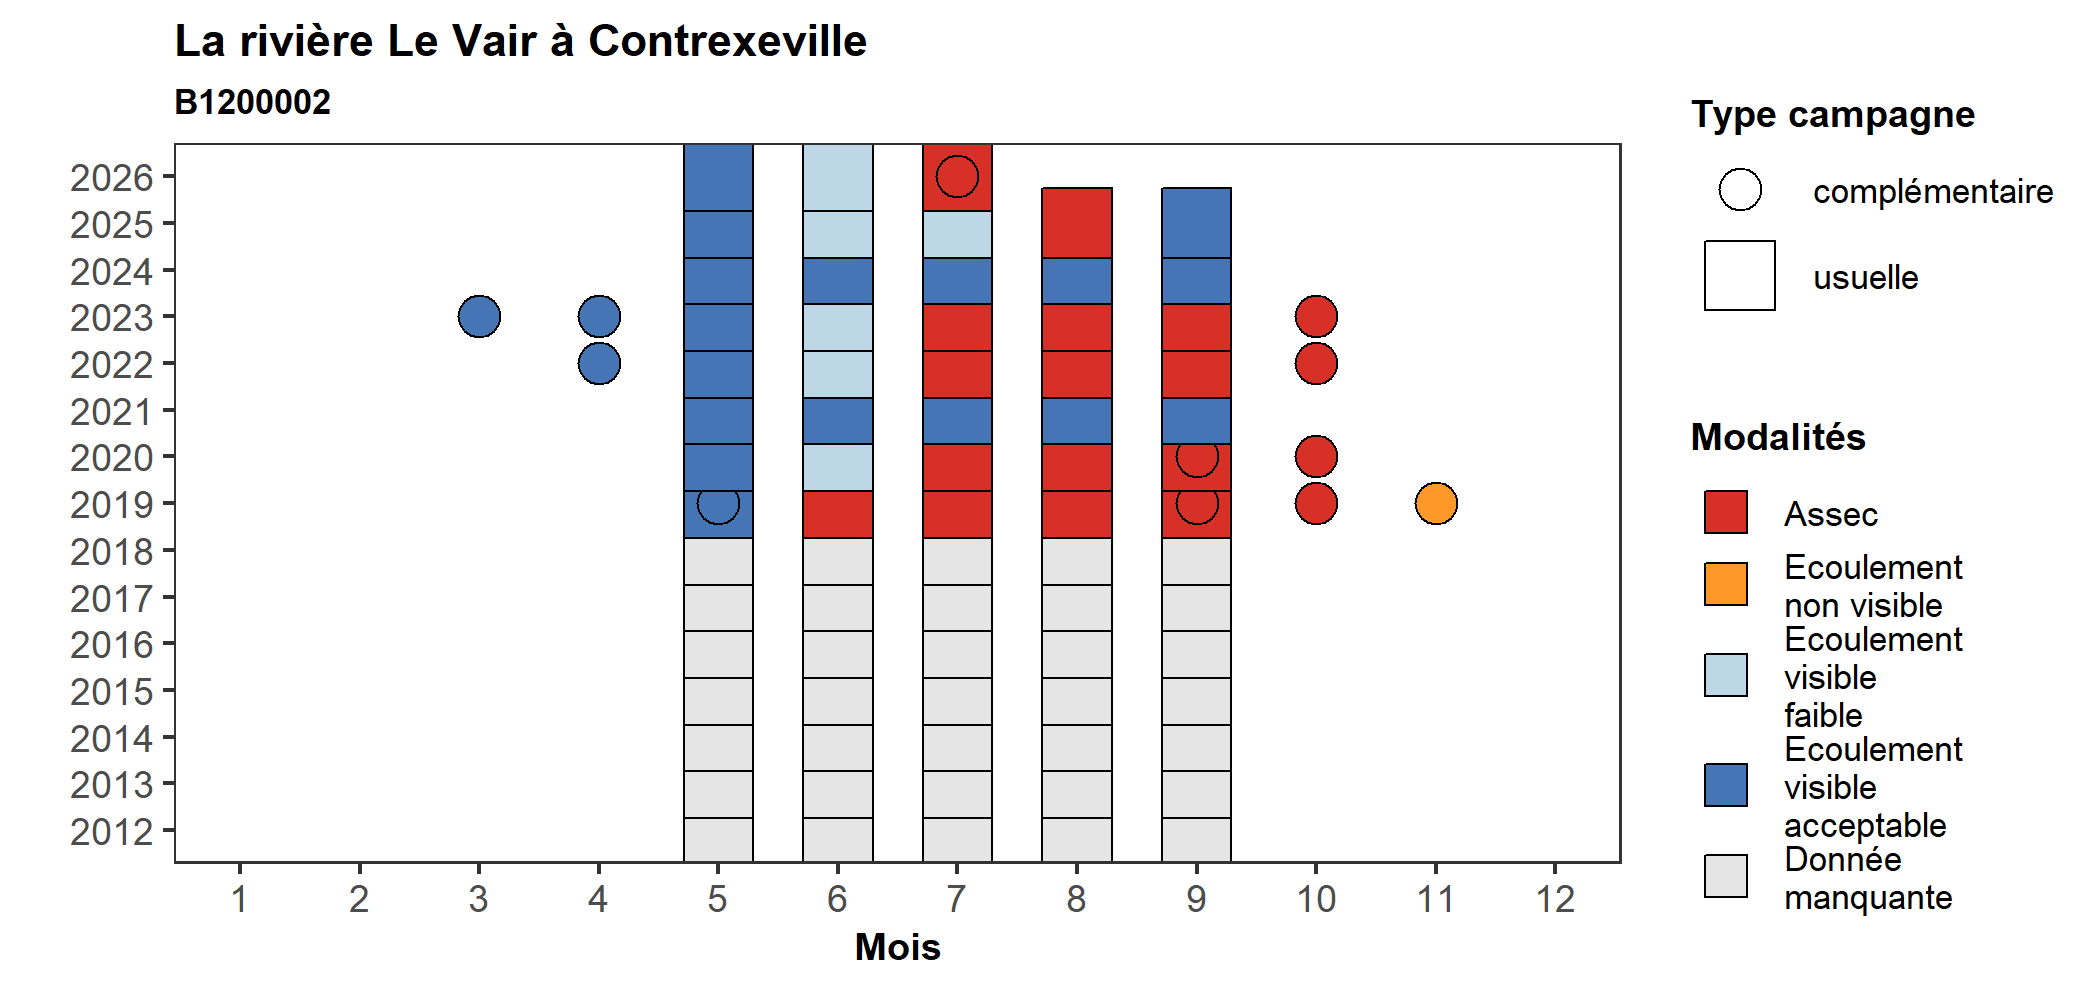 La rivière Le Vair à Contrexeville
B1200002
2026
2025
2024
2023
2022
2021
2020
2019
2018
2017
2016
2015
2014
2013
2012
1 2 3 4 5 6 7 8 9 10 11 12
Mois
Type campagne
complémentaire
usuelle
Modalités
Assec
Ecoulement
non visible
Ecoulement
visible
faible
Ecoulement
visible
acceptable
Donnée
manquante